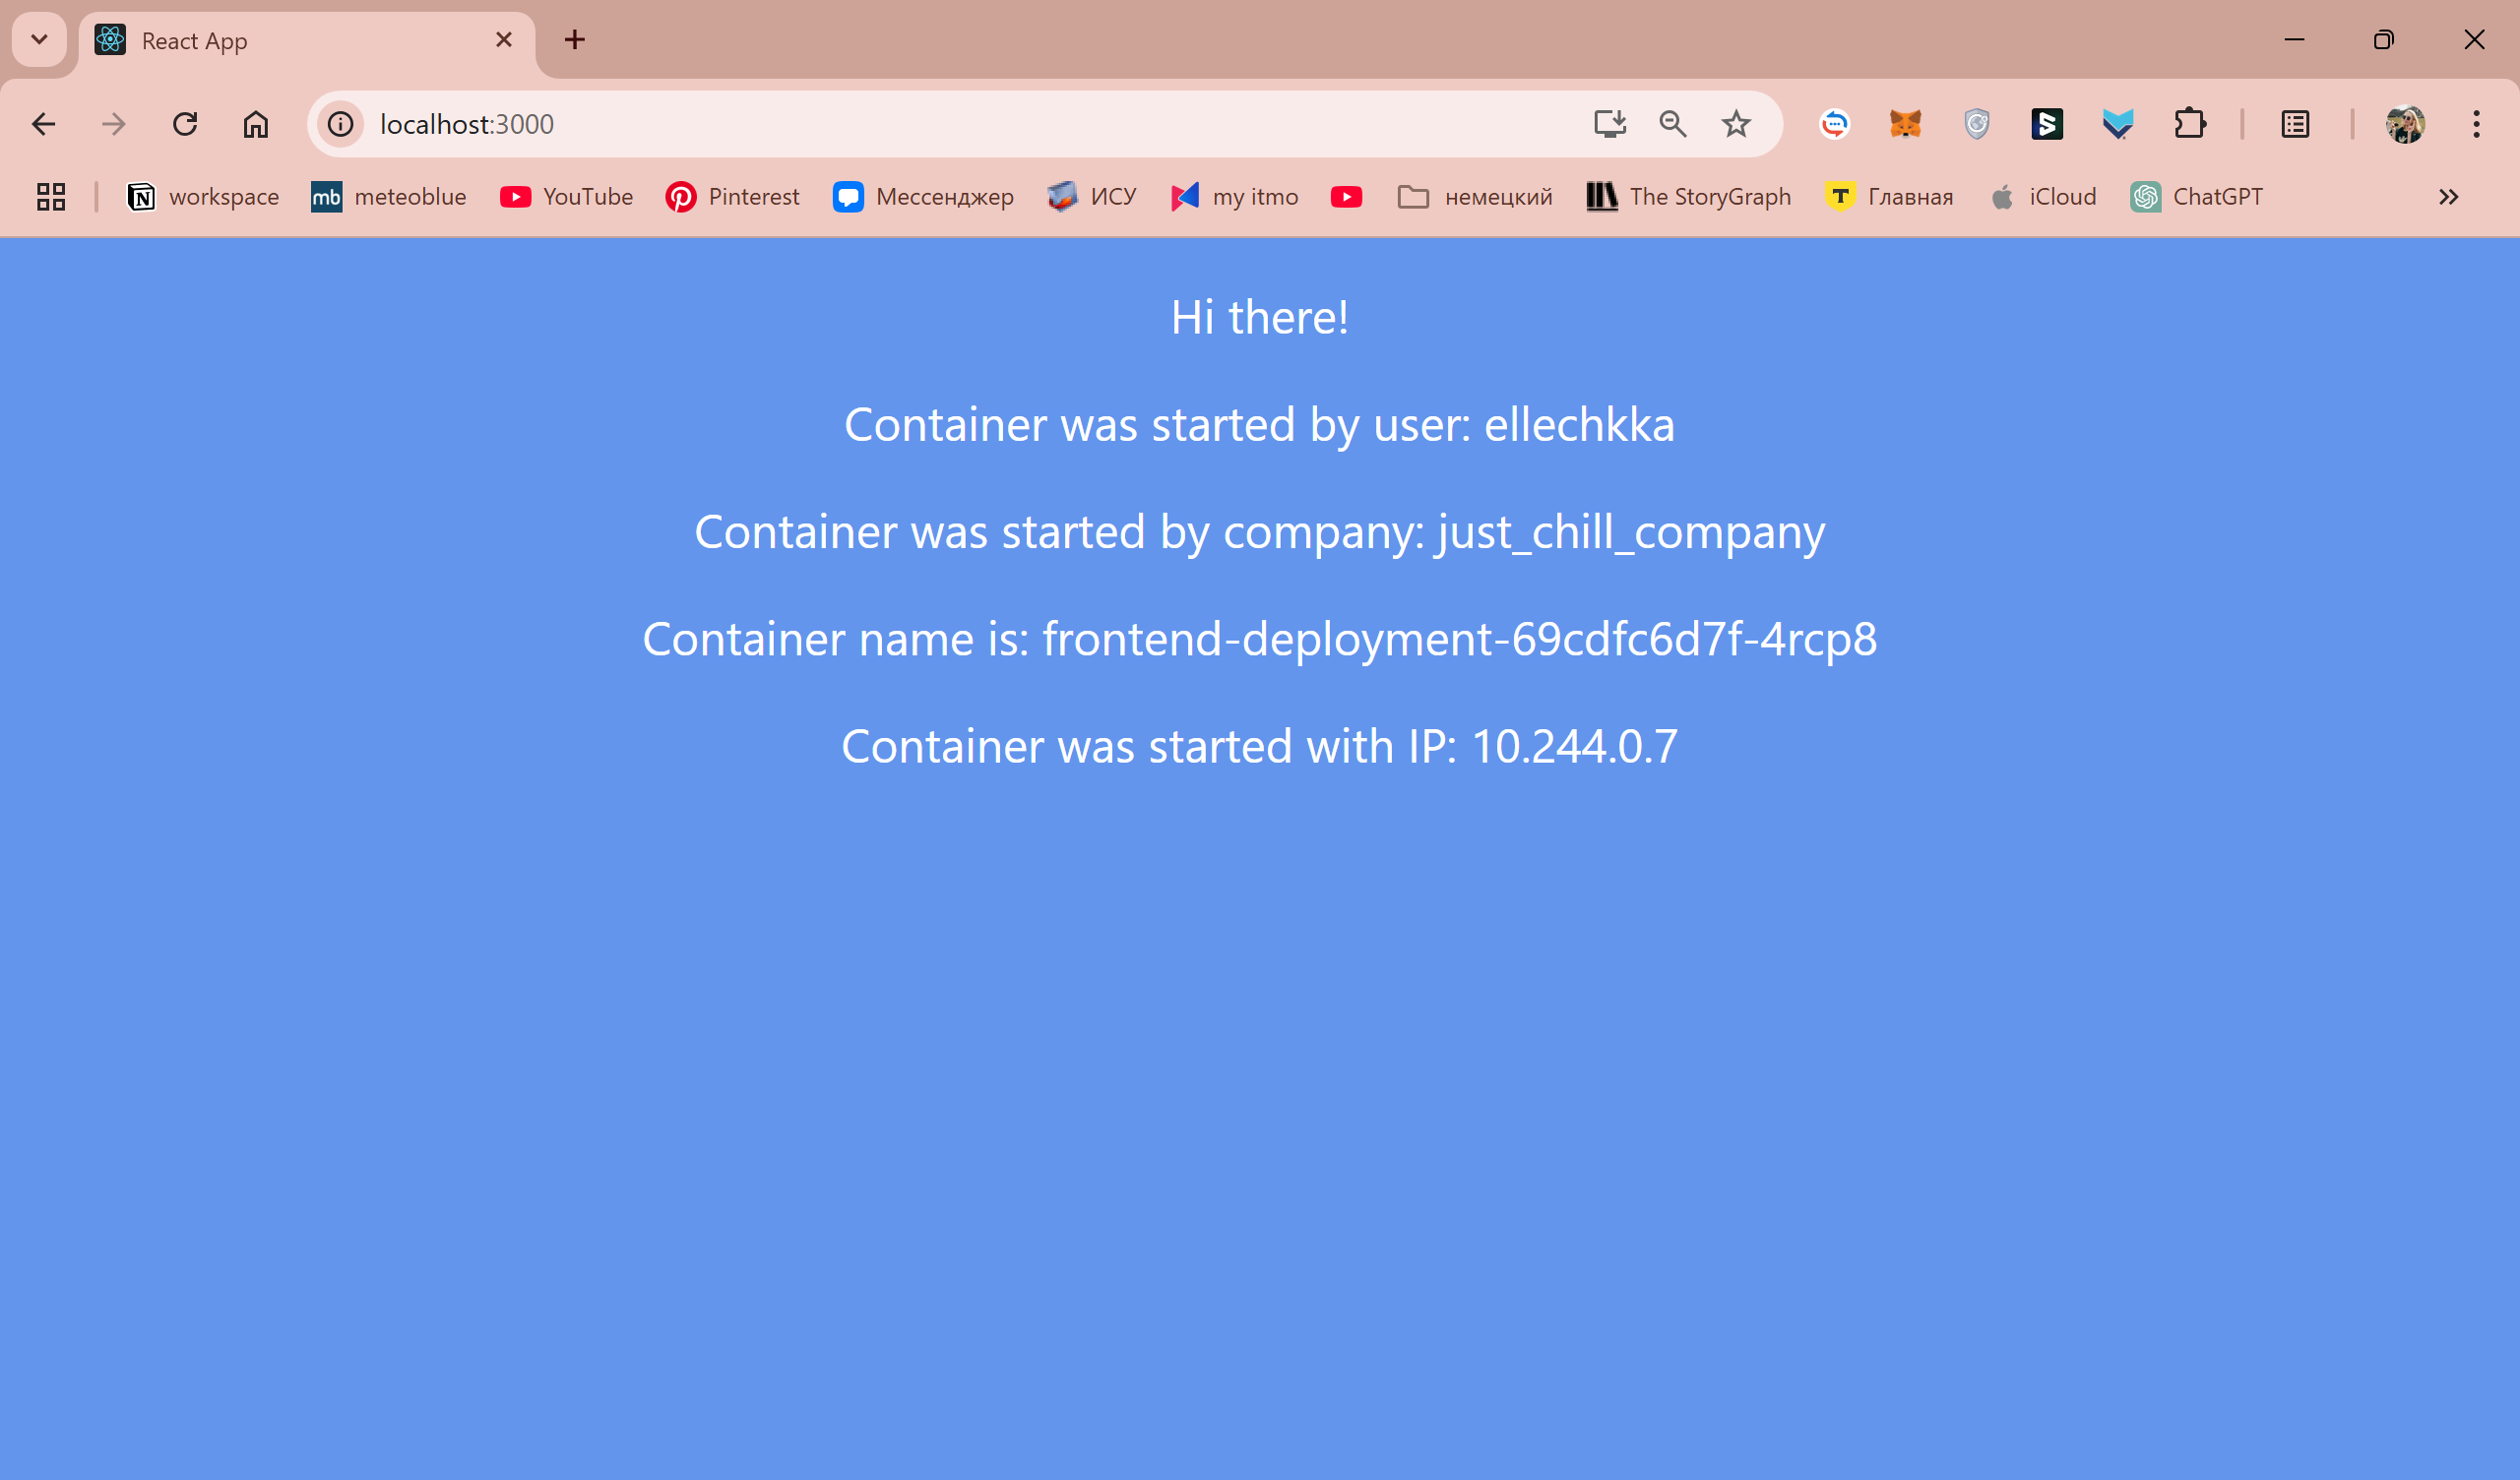 React App
localhost:3000
workspace mb meteoblue YouTube Pinterest Мессенджер ИСУ my itmo немецкий The StoryGraph Т Главная iCloud ChatGPT
Hi there!
Container was started by user: ellechkka
Container was started by company: just_chill_company
Container name is: frontend-deployment-69cdfc6d7f-4rcp8
Container was started with IP: 10.244.0.7